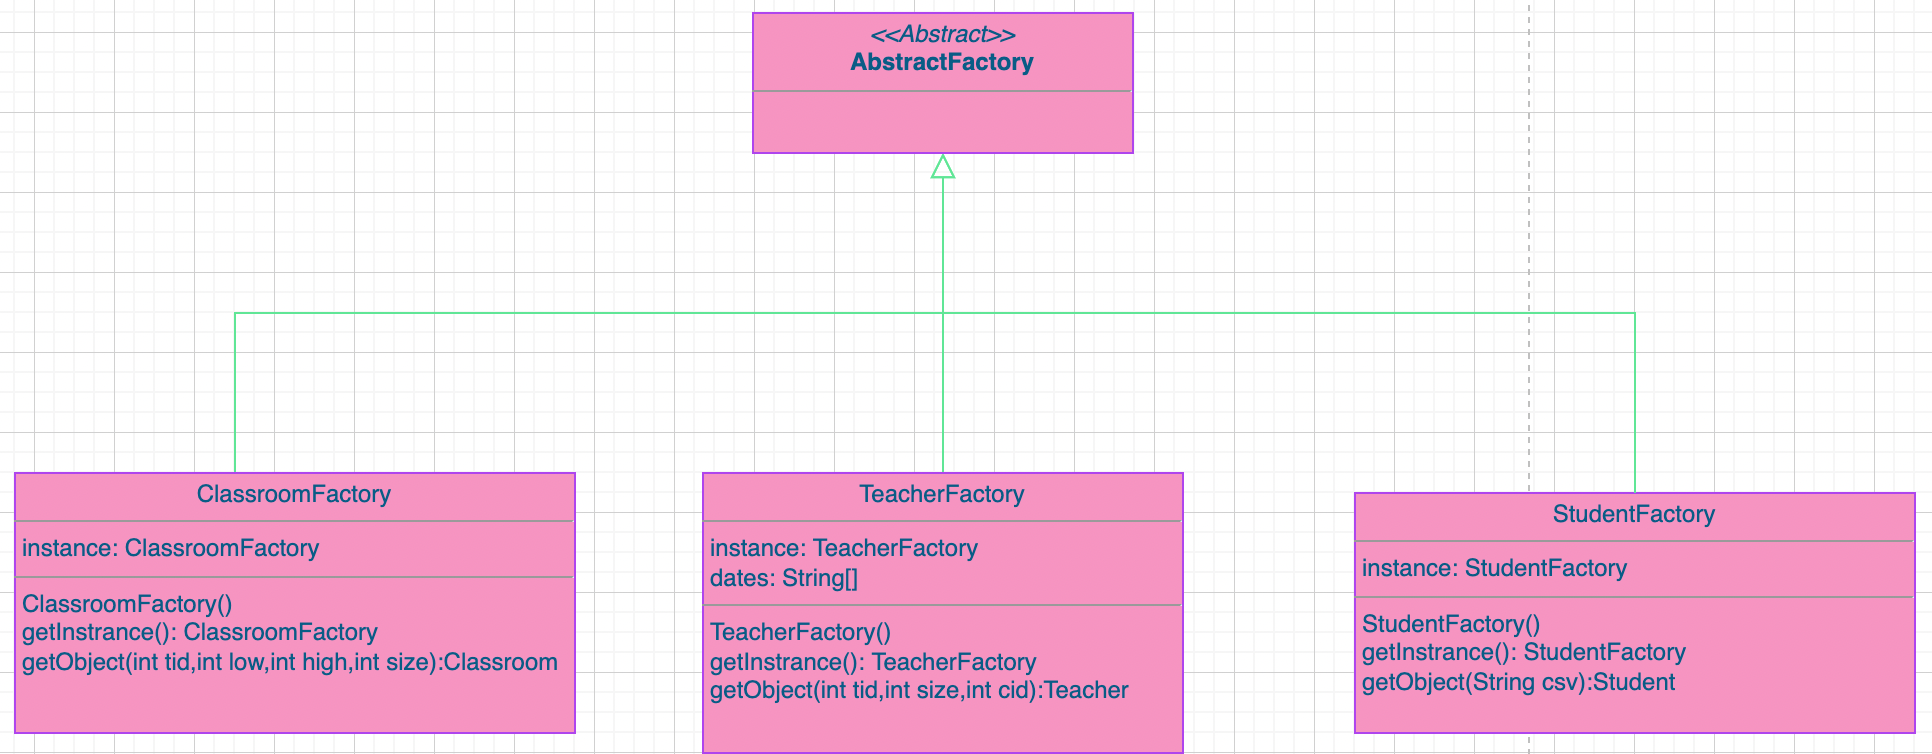 <<Abstract>>
AbstractFactory
ClassroomFactory
instance: ClassroomFactory
ClassroomFactory()
getInstrance(): ClassroomFactory
getObject(int tid,int low,int high,int size):Classroom
TeacherFactory
instance: TeacherFactory
dates: String[]
TeacherFactory()
getInstrance(): TeacherFactory
getObject(int tid,int size,int cid):Teacher
StudentFactory
instance: StudentFactory
StudentFactory()
getInstrance(): StudentFactory
getObject(String csv):Student